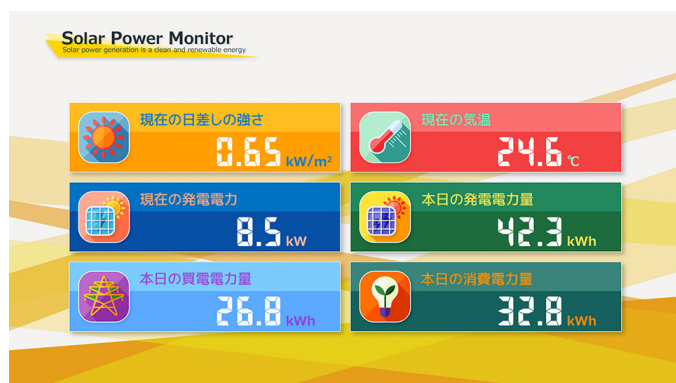 Solar Power Monitor
Solar power generation is a clean and renewable energy
現在の日差しの強さ
0.65 kW/m²
現在の気温
24.6 ℃
現在の発電電力
8.5 kW
本日の発電電力量
42.3 kWh
本日の買電電力量
26.8 kWh
本日の消費電力量
32.8 kWh